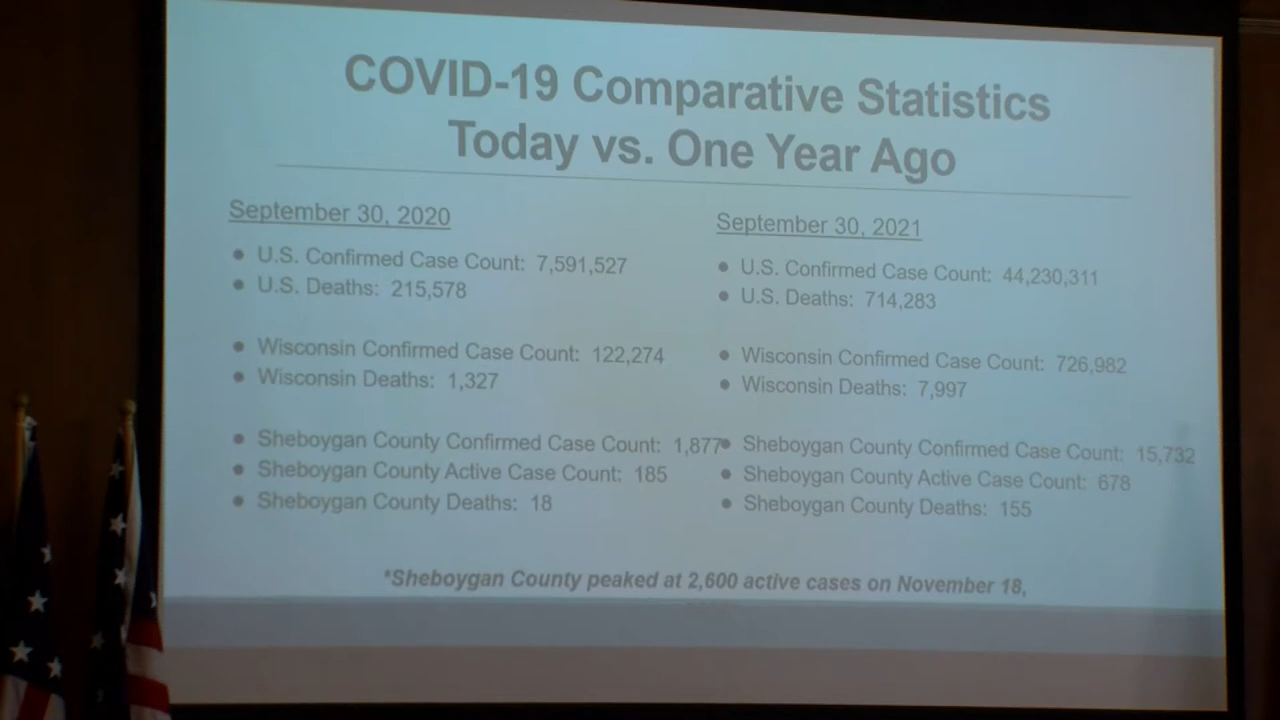 COVID-19 Comparative Statistics
Today vs. One Year Ago
September 30, 2020
• U.S. Confirmed Case Count: 7,591,527
• U.S. Deaths: 215,578
• Wisconsin Confirmed Case Count: 122,274
• Wisconsin Deaths: 1,327
• Sheboygan County Confirmed Case Count: 1,877
• Sheboygan County Active Case Count: 185
• Sheboygan County Deaths: 18
September 30, 2021
• U.S. Confirmed Case Count: 44,230,311
• U.S. Deaths: 714,283
• Wisconsin Confirmed Case Count: 726,982
• Wisconsin Deaths: 7,997
• Sheboygan County Confirmed Case Count: 15,732
• Sheboygan County Active Case Count: 678
• Sheboygan County Deaths: 155
*Sheboygan County peaked at 2,600 active cases on November 18,